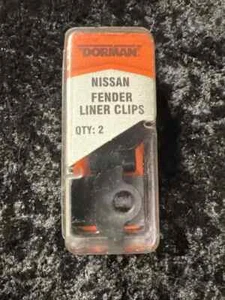 DORMAN
NISSAN
FENDER
LINER CLIPS
QTY: 2